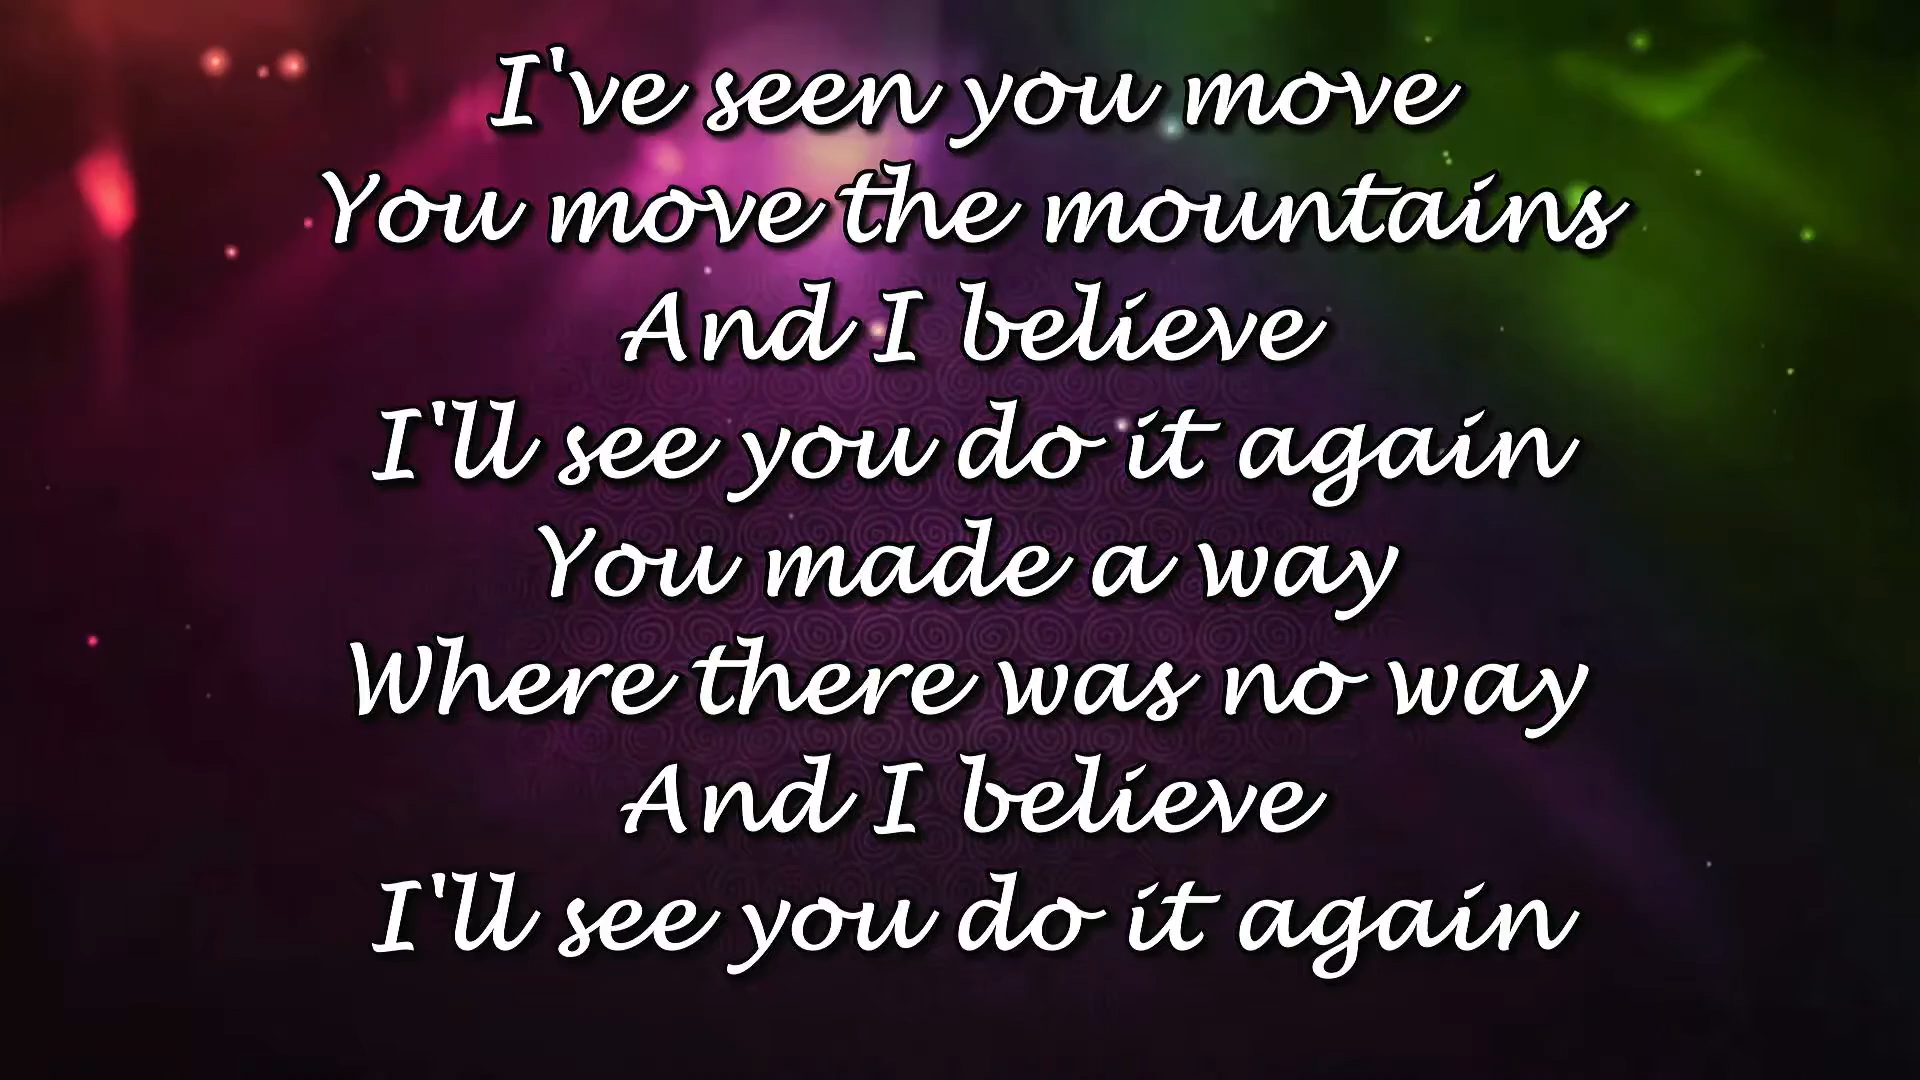 I've seen you move
You move the mountains
And I believe
I'll see you do it again
You made a way
Where there was no way
And I believe
I'll see you do it again